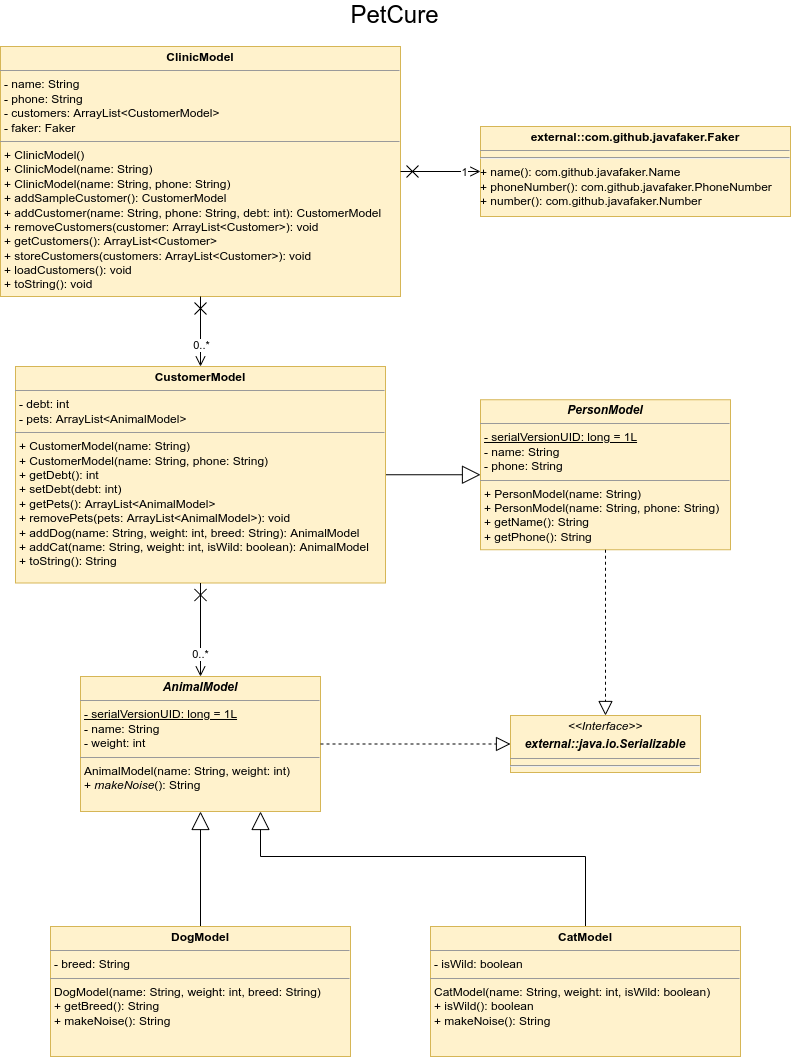 PetCure
ClinicModel
- name: String
- phone: String
- customers: ArrayList<CustomerModel>
- faker: Faker
+ ClinicModel()
+ ClinicModel(name: String)
+ ClinicModel(name: String, phone: String)
+ addSampleCustomer(): CustomerModel
+ addCustomer(name: String, phone: String, debt: int): CustomerModel
+ removeCustomers(customer: ArrayList<Customer>): void
+ getCustomers(): ArrayList<Customer>
+ storeCustomers(customers: ArrayList<Customer>): void
+ loadCustomers(): void
+ toString(): void
1
external::com.github.javafaker.Faker
+ name(): com.github.javafaker.Name
+ phoneNumber(): com.github.javafaker.PhoneNumber
+ number(): com.github.javafaker.Number
0..*
CustomerModel
- debt: int
- pets: ArrayList<AnimalModel>
+ CustomerModel(name: String)
+ CustomerModel(name: String, phone: String)
+ getDebt(): int
+ setDebt(debt: int)
+ getPets(): ArrayList<AnimalModel>
+ removePets(pets: ArrayList<AnimalModel>): void
+ addDog(name: String, weight: int, breed: String): AnimalModel
+ addCat(name: String, weight: int, isWild: boolean): AnimalModel
+ toString(): String
PersonModel
- serialVersionUID: long = 1L
- name: String
- phone: String
+ PersonModel(name: String)
+ PersonModel(name: String, phone: String)
+ getName(): String
+ getPhone(): String
0..*
AnimalModel
- serialVersionUID: long = 1L
- name: String
- weight: int
AnimalModel(name: String, weight: int)
+ makeNoise(): String
<<Interface>>
external::java.io.Serializable
DogModel
- breed: String
DogModel(name: String, weight: int, breed: String)
+ getBreed(): String
+ makeNoise(): String
CatModel
- isWild: boolean
CatModel(name: String, weight: int, isWild: boolean)
+ isWild(): boolean
+ makeNoise(): String